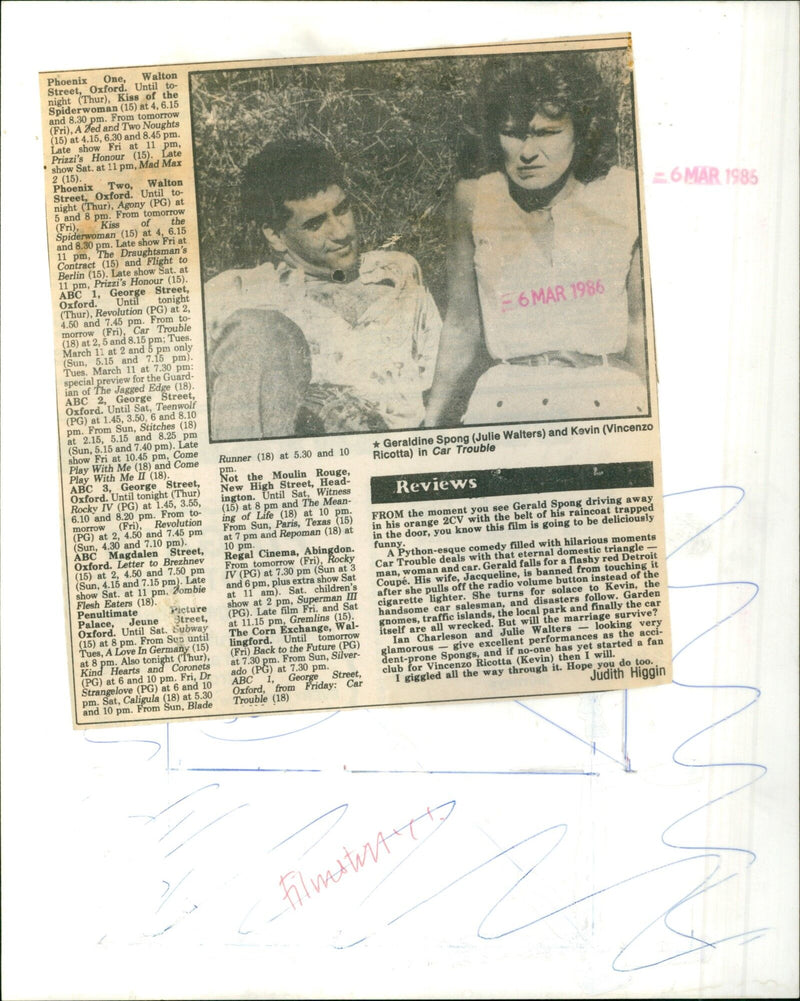 Phoenix One, Walton
Street, Oxford. Until to-
night (Thur), Kiss of the
Spiderwoman (15) at 4, 6.15
and 8.30 pm. From tomorrow
(Fri), A Zed and Two Noughts
(15) at 4.15, 6.30 and 8.45 pm.
Late show Fri at 11 pm,
Prizzi's Honour (15). Late
show Sat. at 11 pm, Mad Max
2 (15).
Phoenix Two, Walton
Street, Oxford. Until to-
night (Thur), Agony (PG) at
5 and 8 pm. From tomorrow
(Fri), Kiss of the
Spiderwoman (15) at 4, 6.15
and 8.30 pm. Late show Fri at
11 pm, The Draughtsman's
Contract (15) and Flight to
Berlin (15). Late show Sat. at
11 pm, Prizzi's Honour (15).
ABC 1, George Street,
Oxford. Until tonight
(Thur), Revolution (PG) at 2,
4.50 and 7.45 pm. From to-
morrow (Fri), Car Trouble
(18) at 2, 5 and 8.15 pm; Tues.
March 11 at 2 and 5 pm only
(Sun, 5.15 and 7.15 pm).
Tues. March 11 at 7.30 pm:
special preview for the Guard-
ian of The Jagged Edge (18).
ABC 2, George Street,
Oxford. Until Sat, Teenwolf
(PG) at 1.45, 3.50, 6 and 8.10
pm. From Sun, Stitches (18)
at 2.15, 5.15 and 8.25 pm
(Sun, 5.15 and 7.40 pm). Late
show Fri at 10.45 pm, Come
Play With Me (18) and Come
Play With Me II (18).
ABC 3, George Street,
Oxford. Until tonight (Thur)
Rocky IV (PG) at 1.45, 3.55,
6.10 and 8.20 pm. From to-
morrow (Fri), Revolution
(PG) at 2, 4.50 and 7.45 pm
(Sun, 4.30 and 7.10 pm).
ABC Magdalen Street,
Oxford. Letter to Brezhnev
(15) at 2, 4.50 and 7.50 pm
(Sun, 4.15 and 7.15 pm). Late
show Sat. at 11 pm. Zombie
Flesh Eaters (18).
Penultimate Picture
Palace, Jeune Street,
Oxford. Until Sat. Subway
(15) at 8 pm. From Sun until
Tues, A Love In Germany (15)
at 8 pm. Also tonight (Thur),
Kind Hearts and Coronets
(PG) at 6 and 10 pm. Fri, Dr
Strangelove (PG) at 6 and 10
pm. Sat, Caligula (18) at 5.30
and 10 pm. From Sun, Blade
Runner (18) at 5.30 and 10
pm.
Not the Moulin Rouge,
New High Street, Head-
ington. Until Sat, Witness
(15) at 8 pm and The Mean-
ing of Life (18) at 10 pm.
From Sun, Paris, Texas (15)
at 7 pm and Repoman (18) at
10 pm.
Regal Cinema, Abingdon.
From tomorrow (Fri), Rocky
IV (PG) at 7.30 pm (Sun at 3
and 6 pm, plus extra show Sat
at 11 am). Sat. children's
show at 2 pm, Superman III
(PG). Late film Fri. and Sat
at 11.15 pm, Gremlins (15).
The Corn Exchange, Wal-
lingford. Until tomorrow
(Fri) Back to the Future (PG)
at 7.30 pm. From Sun, Silver-
ado (PG) at 7.30 pm.
ABC 1, George Street,
Oxford, from Friday: Car
Trouble (18)
- 6 MAR 1986
★ Geraldine Spong (Julie Walters) and Kevin (Vincenzo
Ricotta) in Car Trouble
Reviews
FROM the moment you see Gerald Spong driving away
in his orange 2CV with the belt of his raincoat trapped
in the door, you know this film is going to be deliciously
funny.
A Python-esque comedy filled with hilarious moments
Car Trouble deals with that eternal domestic triangle —
man, woman and car. Gerald falls for a flashy red Detroit
Coupé. His wife, Jacqueline, is banned from touching it
after she pulls off the radio volume button instead of the
cigarette lighter. She turns for solace to Kevin, the
handsome car salesman, and disasters follow. Garden
gnomes, traffic islands, the local park and finally the car
itself are all wrecked. But will the marriage survive?
Ian Charleson and Julie Walters — looking very
glamorous — give excellent performances as the acci-
dent-prone Spongs, and if no-one has yet started a fan
club for Vincenzo Ricotta (Kevin) then I will.
I giggled all the way through it. Hope you do too.
Judith Higgin
- 6 MAR 1986